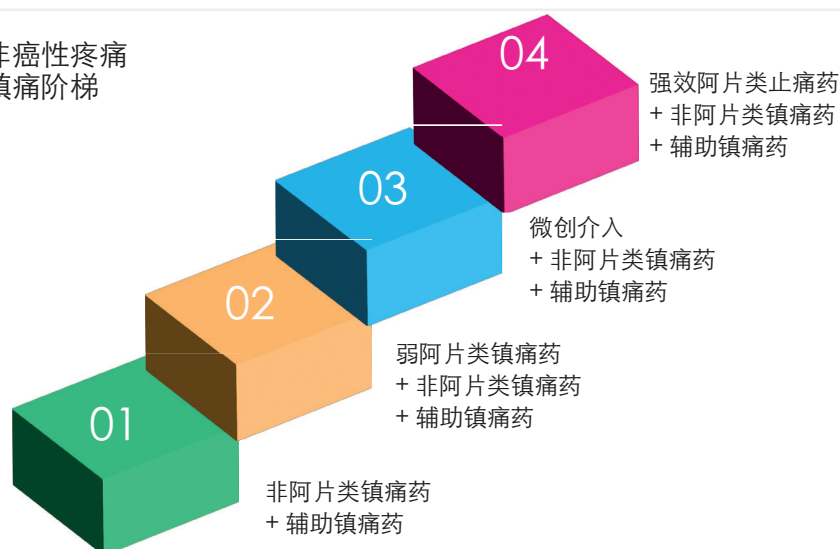 非癌性疼痛
镇痛阶梯
04
强效阿片类止痛药
+ 非阿片类镇痛药
+ 辅助镇痛药
03
微创介入
+ 非阿片类镇痛药
+ 辅助镇痛药
02
弱阿片类镇痛药
+ 非阿片类镇痛药
+ 辅助镇痛药
01
非阿片类镇痛药
+ 辅助镇痛药